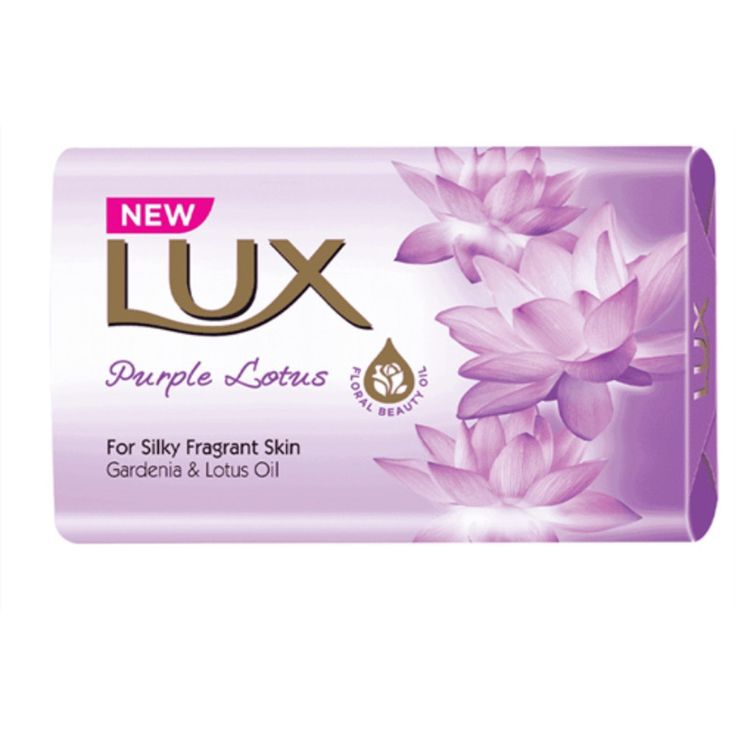 NEW
LUX
Purple Lotus
FLORAL BEAUTY OIL
For Silky Fragrant Skin
Gardenia & Lotus Oil
LUX